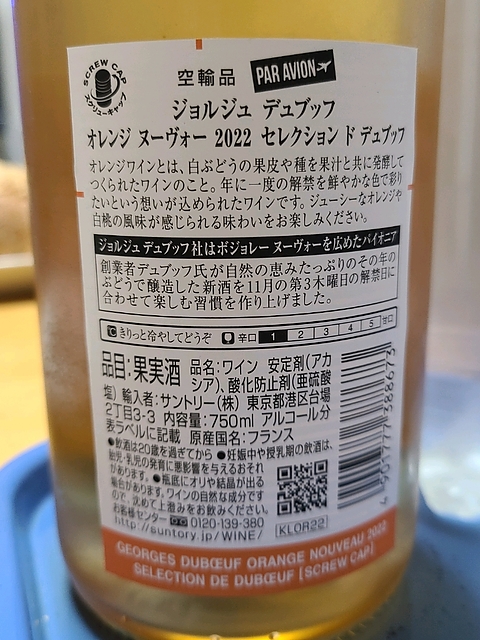 SCREW CAP
スクリューキャップ
空輸品 PAR AVION
ジョルジュ デュブッフ
オレンジ ヌーヴォー 2022 セレクション ド デュブッフ
オレンジワインとは、白ぶどうの果皮や種を果汁と共に発酵して
つくられたワインのこと。年に一度の解禁を鮮やかな色で彩り
たいという想いが込められたワインです。ジューシーなオレンジや
白桃の風味が感じられる味わいをお楽しみください。
ジョルジュ デュブッフ社はボジョレー ヌーヴォーを広めたパイオニア
創業者デュブッフ氏が自然の恵みたっぷりのその年の
ぶどうで醸造した新酒を11月の第3木曜日の解禁日に
合わせて楽しむ習慣を作り上げました。
℃ きりっと冷やしてどうぞ 辛口 1 2 3 4 5 甘口
品目:果実酒 品名:ワイン 安定剤(アカ
シア)、酸化防止剤(亜硫酸
塩) 輸入者:サントリー(株) 東京都港区台場
2丁目3-3 内容量:750ml アルコール分
表ラベルに記載 原産国名:フランス
●飲酒は20歳を過ぎてから ●妊娠中や授乳期の飲酒は、
胎児・乳児の発育に悪影響を与えるおそれ
があります。●瓶底にオリや結晶が出る
場合があります。ワインの自然な成分です
ので、沈めて上澄みをお飲みください。
お客様センター 0120-139-380
http://suntory.jp/WINE/ KLOR22
4 901777 388673
GEORGES DUBŒUF ORANGE NOUVEAU 2022
SELECTION DE DUBŒUF [SCREW CAP]